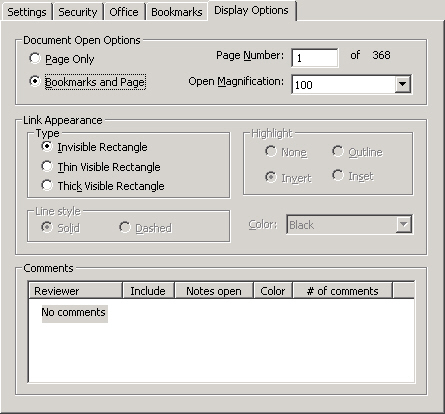 Settings Security Office Bookmarks Display Options
Document Open Options
Page Only Page Number: 1 of 368
Bookmarks and Page Open Magnification: 100
Link Appearance
Type Highlight
Invisible Rectangle None Outline
Thin Visible Rectangle Invert Inset
Thick Visible Rectangle
Line style
Solid Dashed Color: Black
Comments
Reviewer Include Notes open Color # of comments
No comments